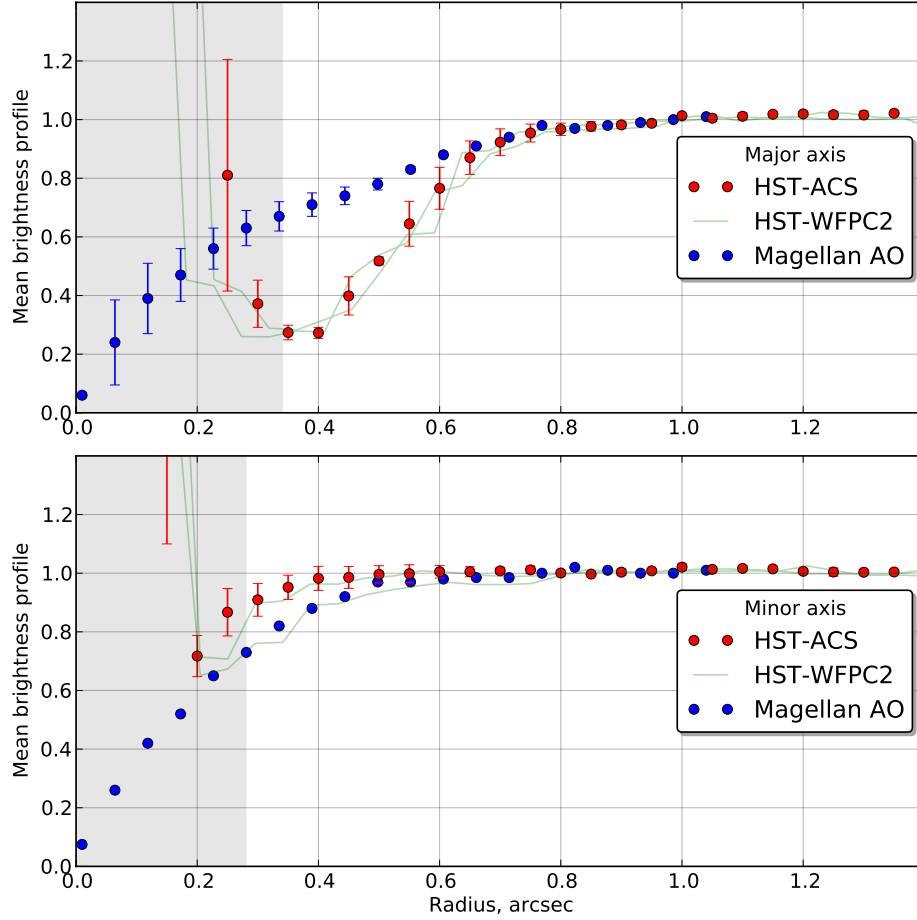 Mean brightness profile
1.2
1.0
0.8
0.6
0.4
0.2
0.0
0.0 0.2 0.4 0.6 0.8 1.0 1.2
Major axis
HST-ACS
HST-WFPC2
Magellan AO
Mean brightness profile
1.2
1.0
0.8
0.6
0.4
0.2
0.0
0.0 0.2 0.4 0.6 0.8 1.0 1.2
Radius, arcsec
Minor axis
HST-ACS
HST-WFPC2
Magellan AO